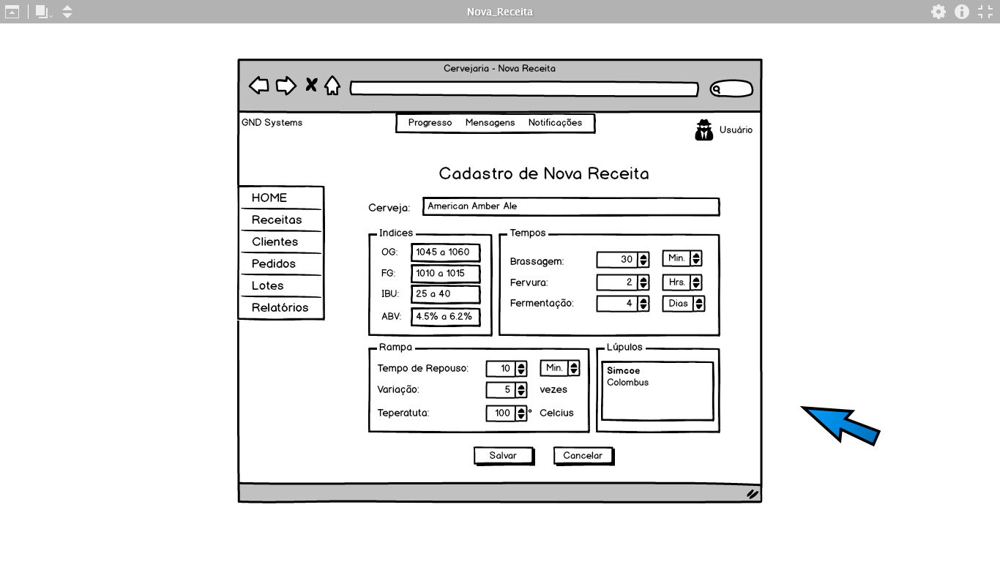 Nova_Receita
Cervejaria - Nova Receita
GND Systems
Progresso Mensagens Notificações
Usuário
Cadastro de Nova Receita
HOME
Receitas
Clientes
Pedidos
Lotes
Relatórios
Cerveja: American Amber Ale
Indices
OG: 1045 a 1060
FG: 1010 a 1015
IBU: 25 a 40
ABV: 4.5% a 6.2%
Tempos
Brassagem: 30 Min.
Fervura: 2 Hrs.
Fermentação: 4 Dias
Rampa
Tempo de Repouso: 10 Min.
Variação: 5 vezes
Teperatuta: 100 ° Celcius
Lúpulos
Simcoe
Colombus
Salvar Cancelar